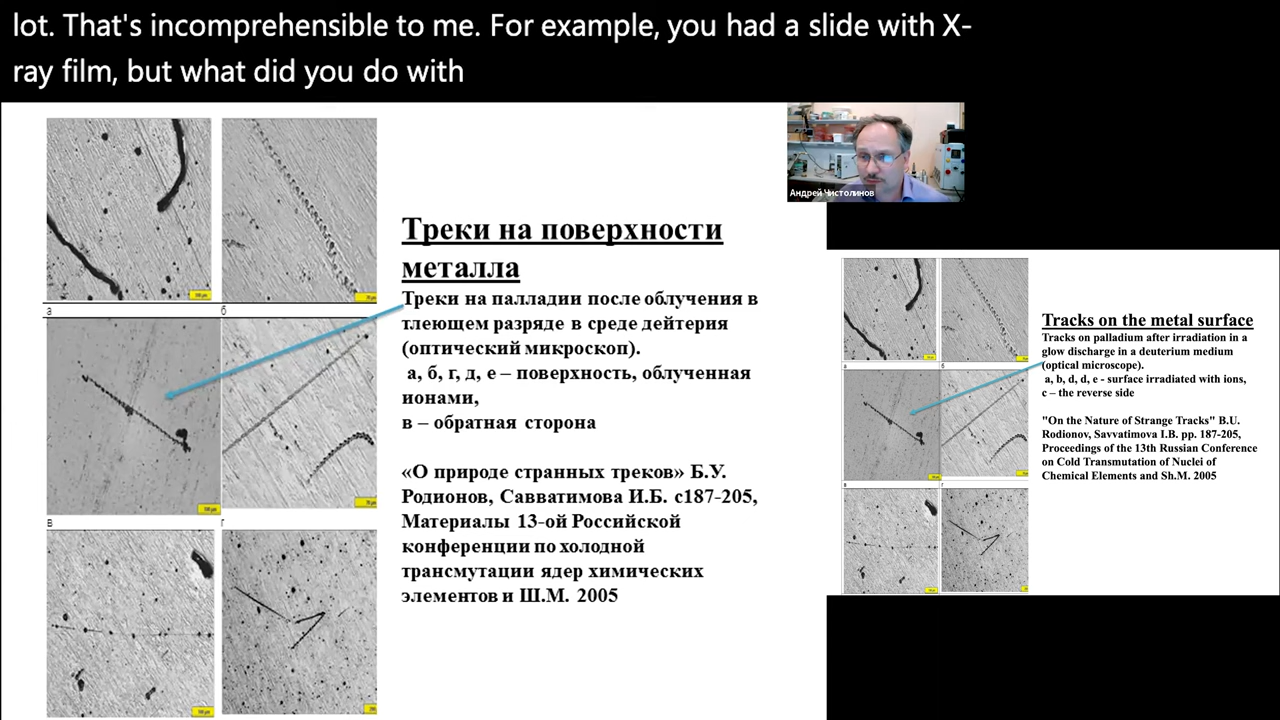 lot. That's incomprehensible to me. For example, you had a slide with X-
ray film, but what did you do with
Андрей Чистолинов
Треки на поверхности
металла
Треки на палладии после облучения в
тлеющем разряде в среде дейтерия
(оптический микроскоп).
а, б, г, д, е – поверхность, облученная
ионами,
в – обратная сторона
«О природе странных треков» Б.У.
Родионов, Савватимова И.Б. с187-205,
Материалы 13-ой Российской
конференции по холодной
трансмутации ядер химических
элементов и Ш.М. 2005
а
б
в
г
Tracks on the metal surface
Tracks on palladium after irradiation in a
glow discharge in a deuterium medium
(optical microscope).
a, b, d, d, e - surface irradiated with ions,
c – the reverse side
"On the Nature of Strange Tracks" B.U.
Rodionov, Savvatimova I.B. pp. 187-205,
Proceedings of the 13th Russian Conference
on Cold Transmutation of Nuclei of
Chemical Elements and Sh.M. 2005